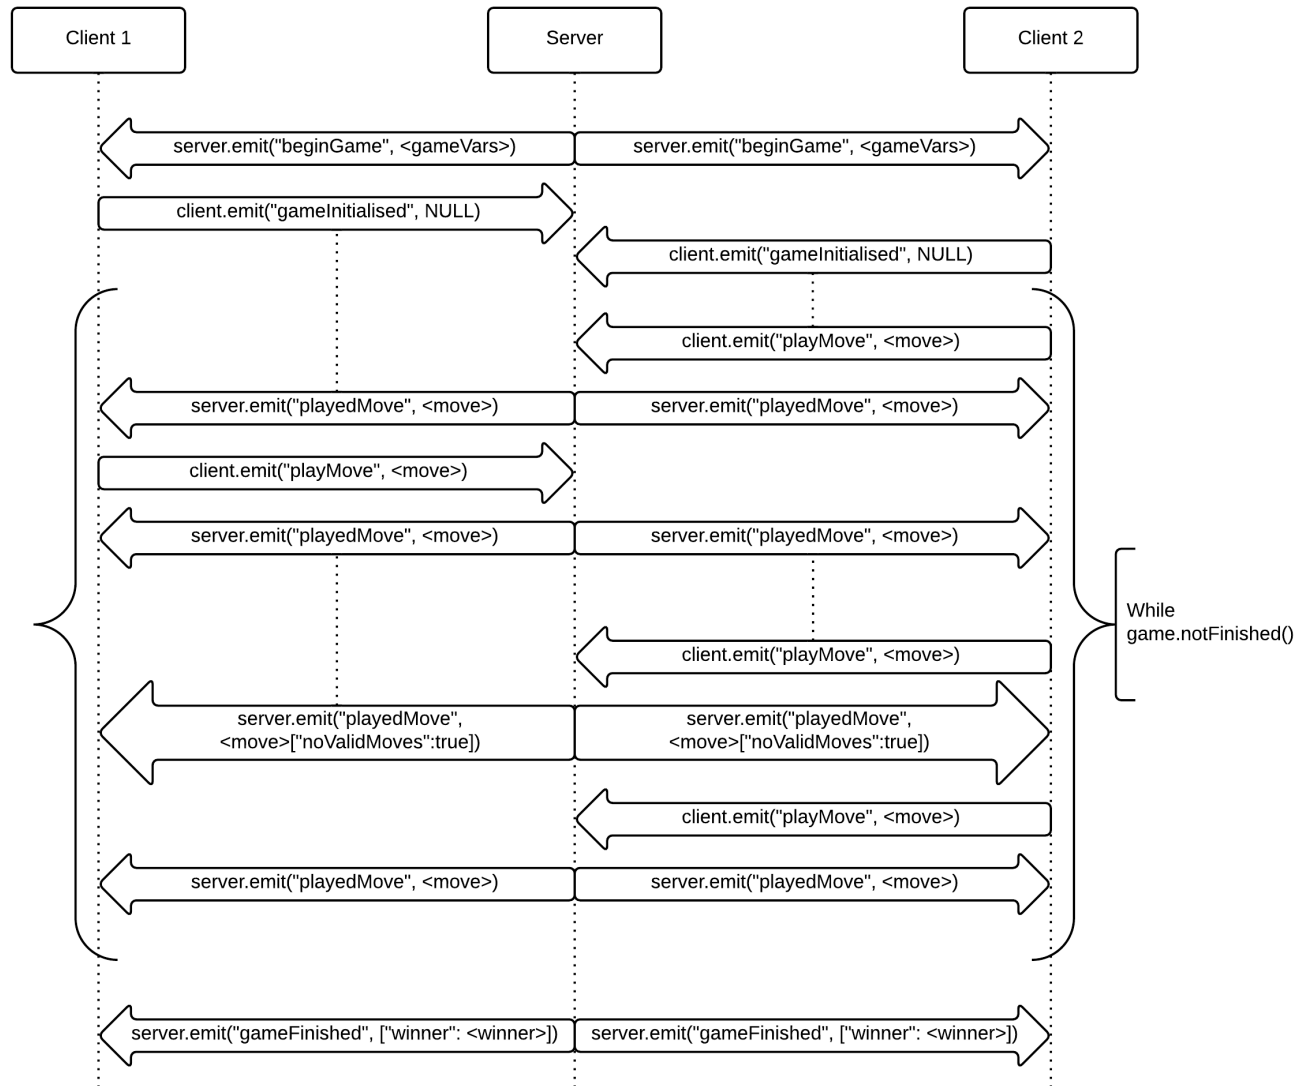 Client 1
Server
Client 2
server.emit("beginGame", <gameVars>)
server.emit("beginGame", <gameVars>)
client.emit("gameInitialised", NULL)
client.emit("gameInitialised", NULL)
client.emit("playMove", <move>)
server.emit("playedMove", <move>)
server.emit("playedMove", <move>)
client.emit("playMove", <move>)
server.emit("playedMove", <move>)
server.emit("playedMove", <move>)
While
game.notFinished()
client.emit("playMove", <move>)
server.emit("playedMove",
<move>["noValidMoves":true])
server.emit("playedMove",
<move>["noValidMoves":true])
client.emit("playMove", <move>)
server.emit("playedMove", <move>)
server.emit("playedMove", <move>)
server.emit("gameFinished", ["winner": <winner>])
server.emit("gameFinished", ["winner": <winner>])